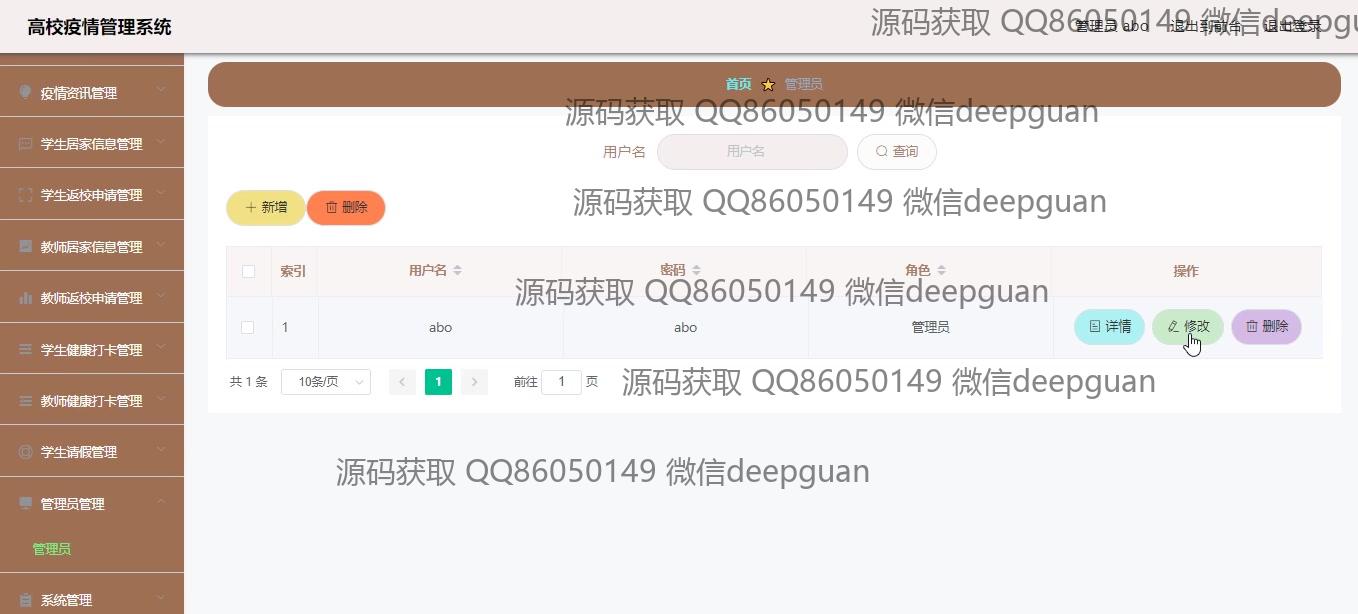 高校疫情管理系统
源码获取 QQ86050149 微信deepgu
管理员 abo 退出到前台 退出登录
首页 管理员
源码获取 QQ86050149 微信deepguan
用户名 用户名 查询
源码获取 QQ86050149 微信deepguan
新增 删除
索引 用户名 密码 角色 操作
源码获取 QQ86050149 微信deepguan
1 abo abo 管理员 详情 修改 删除
共 1 条 10条/页 1 前往 1 页
源码获取 QQ86050149 微信deepguan
源码获取 QQ86050149 微信deepguan
疫情资讯管理
学生居家信息管理
学生返校申请管理
教师居家信息管理
教师返校申请管理
学生健康打卡管理
教师健康打卡管理
学生请假管理
管理员管理
管理员
系统管理